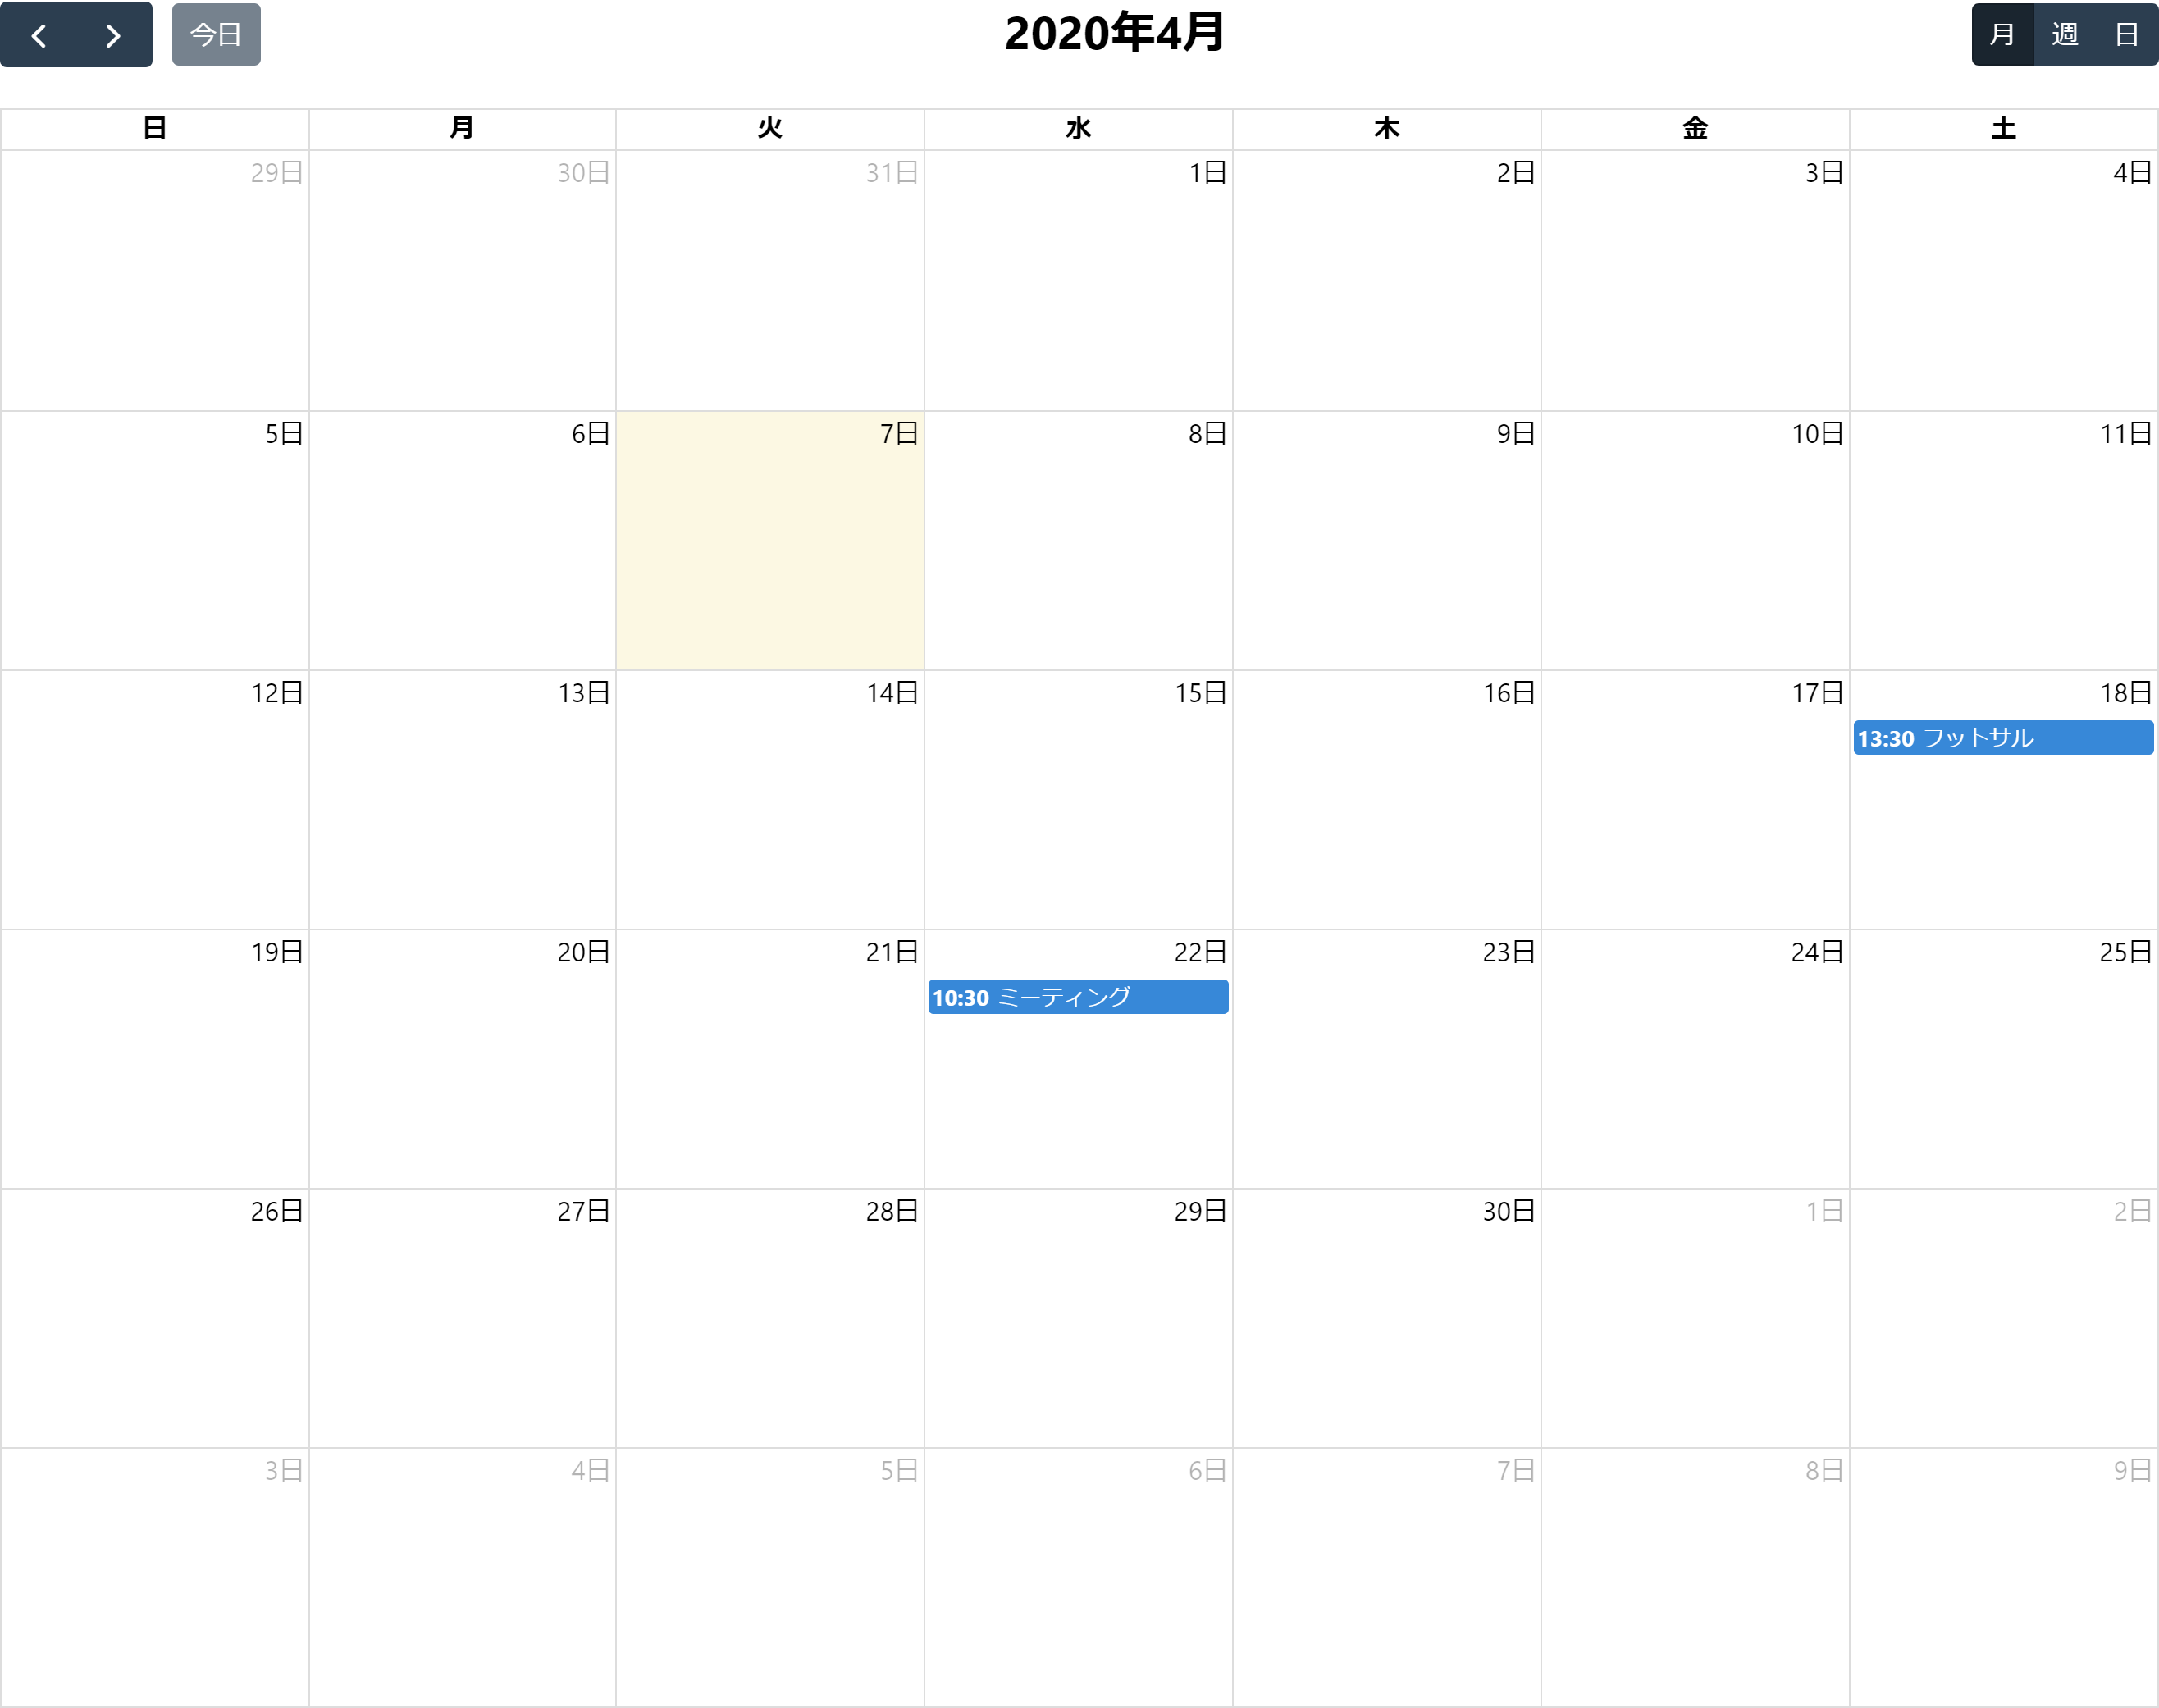 今日 2020年4月 月 週 日
日 月 火 水 木 金 土
29日 30日 31日 1日 2日 3日 4日
5日 6日 7日 8日 9日 10日 11日
12日 13日 14日 15日 16日 17日 18日
13:30 フットサル
19日 20日 21日 22日 23日 24日 25日
10:30 ミーティング
26日 27日 28日 29日 30日 1日 2日
3日 4日 5日 6日 7日 8日 9日